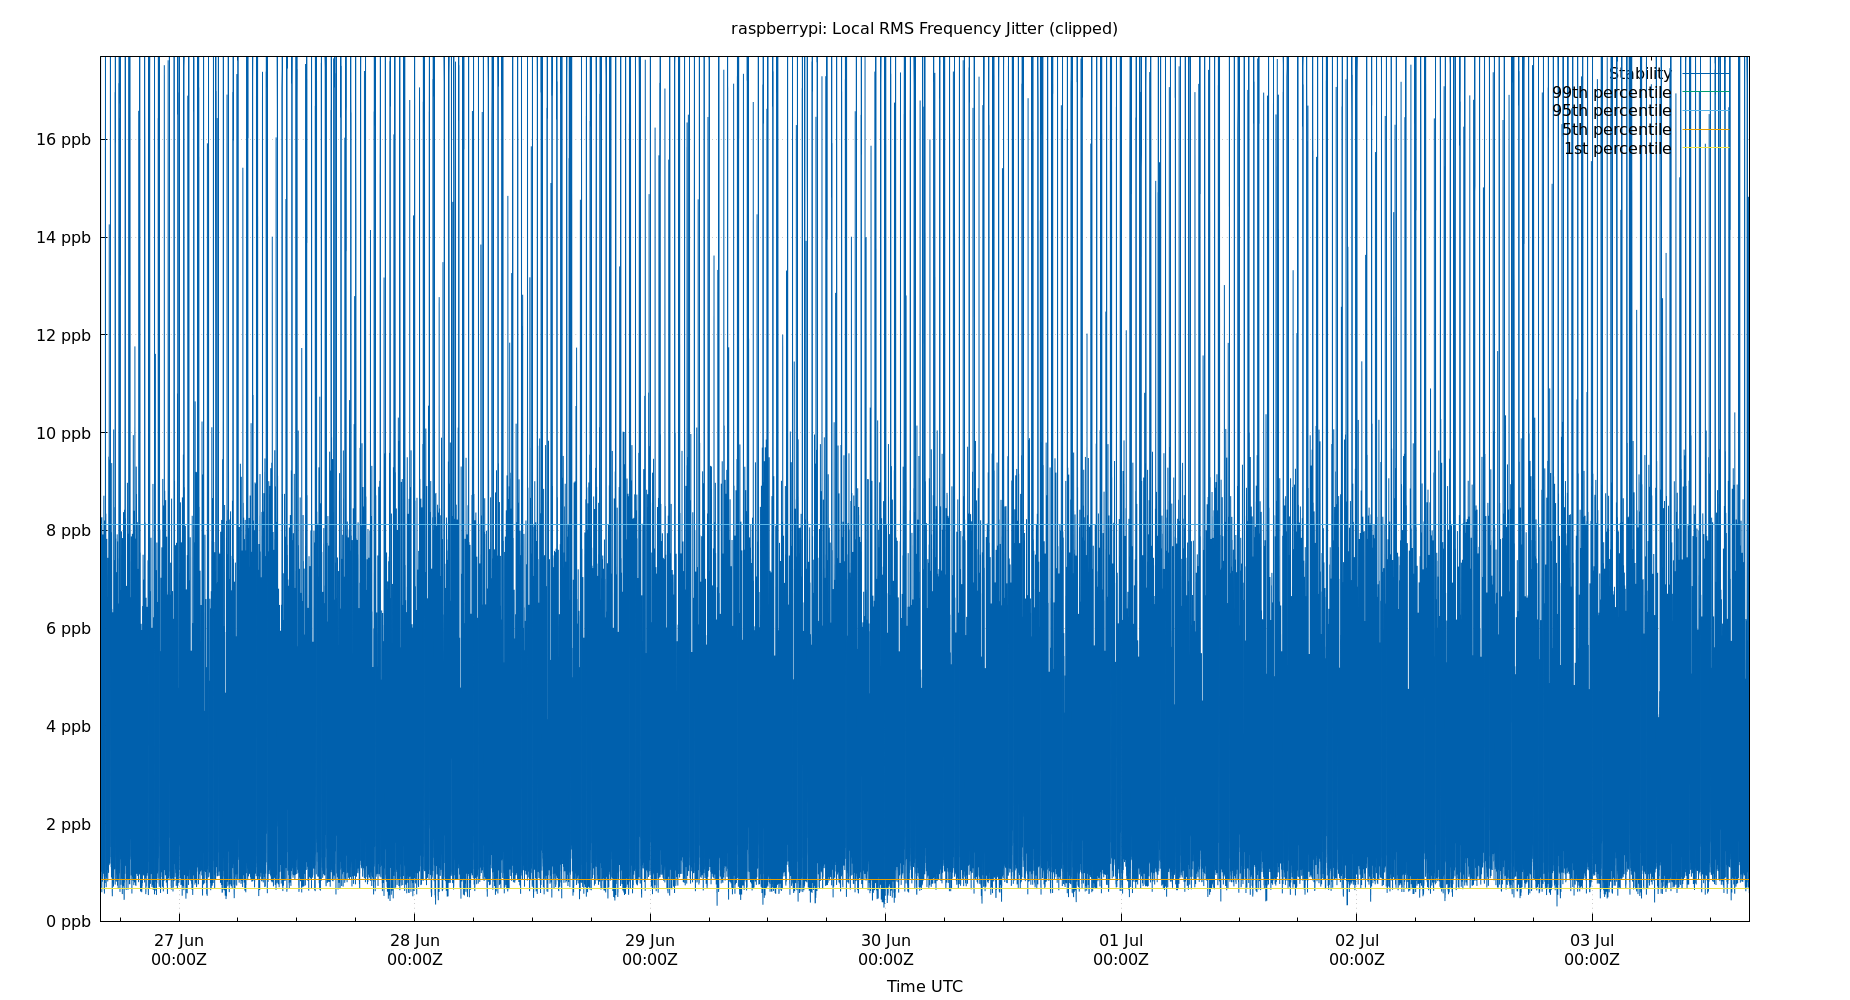 raspberrypi: Local RMS Frequency Jitter (clipped)
Stability
99th percentile
95th percentile
5th percentile
1st percentile
16 ppb
14 ppb
12 ppb
10 ppb
8 ppb
6 ppb
4 ppb
2 ppb
0 ppb
27 Jun 28 Jun 29 Jun 30 Jun 01 Jul 02 Jul 03 Jul
00:00Z 00:00Z 00:00Z 00:00Z 00:00Z 00:00Z 00:00Z
Time UTC